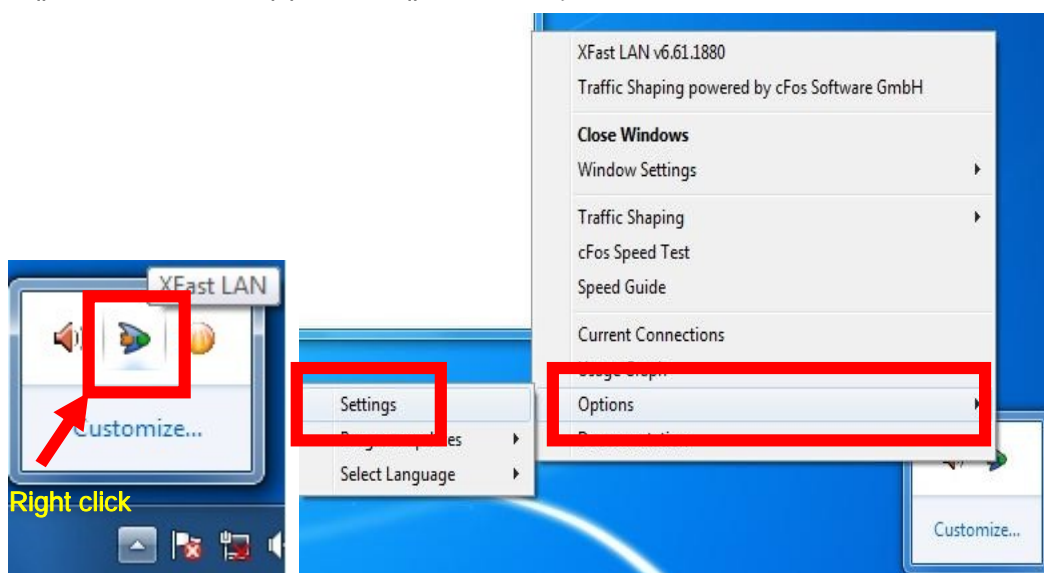 XFast LAN
Customize...
Right click
XFast LAN v6.61.1880
Traffic Shaping powered by cFos Software GmbH
Close Windows
Window Settings
Traffic Shaping
cFos Speed Test
Speed Guide
Current Connections
Options
Settings
Select Language
Customize...